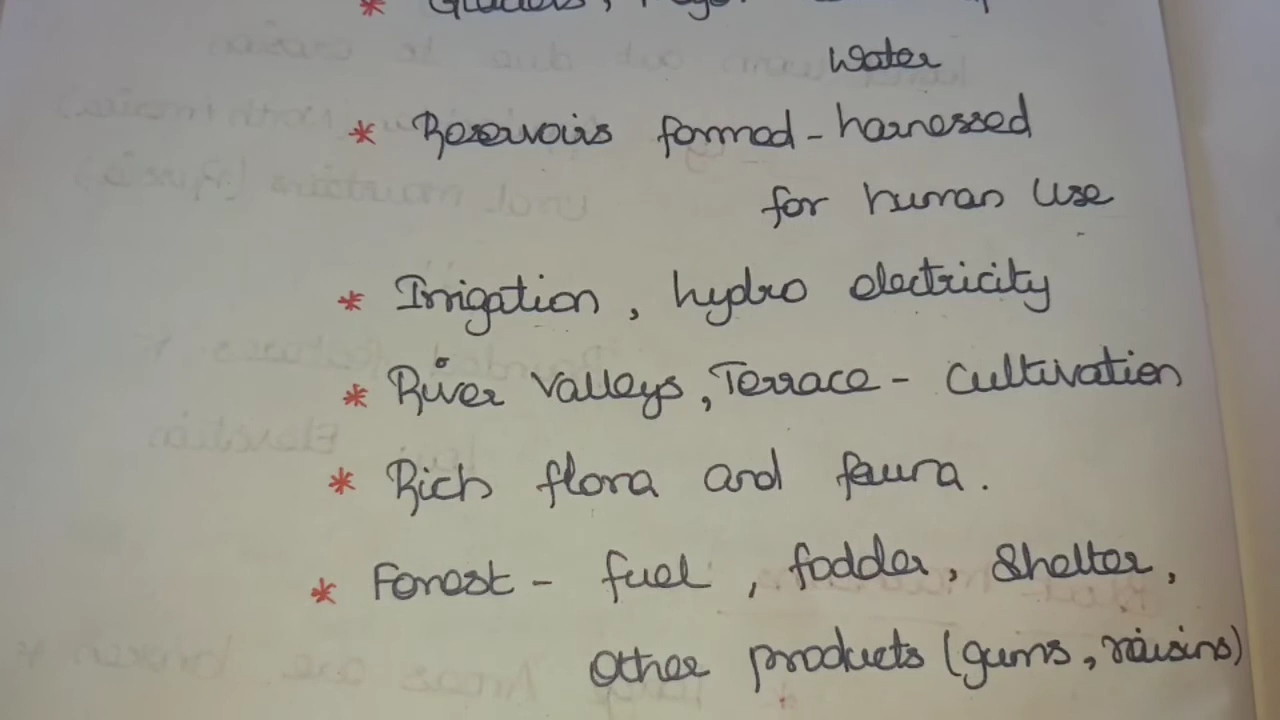 * Glaciers,
water
* Reservoirs formed - harnessed
for human use
* Irrigation, hydro electricity
* River valleys, Terrace - cultivation
* Rich flora and fauna.
* Forest - fuel, fodder, shelter,
other products (gums, raisins)